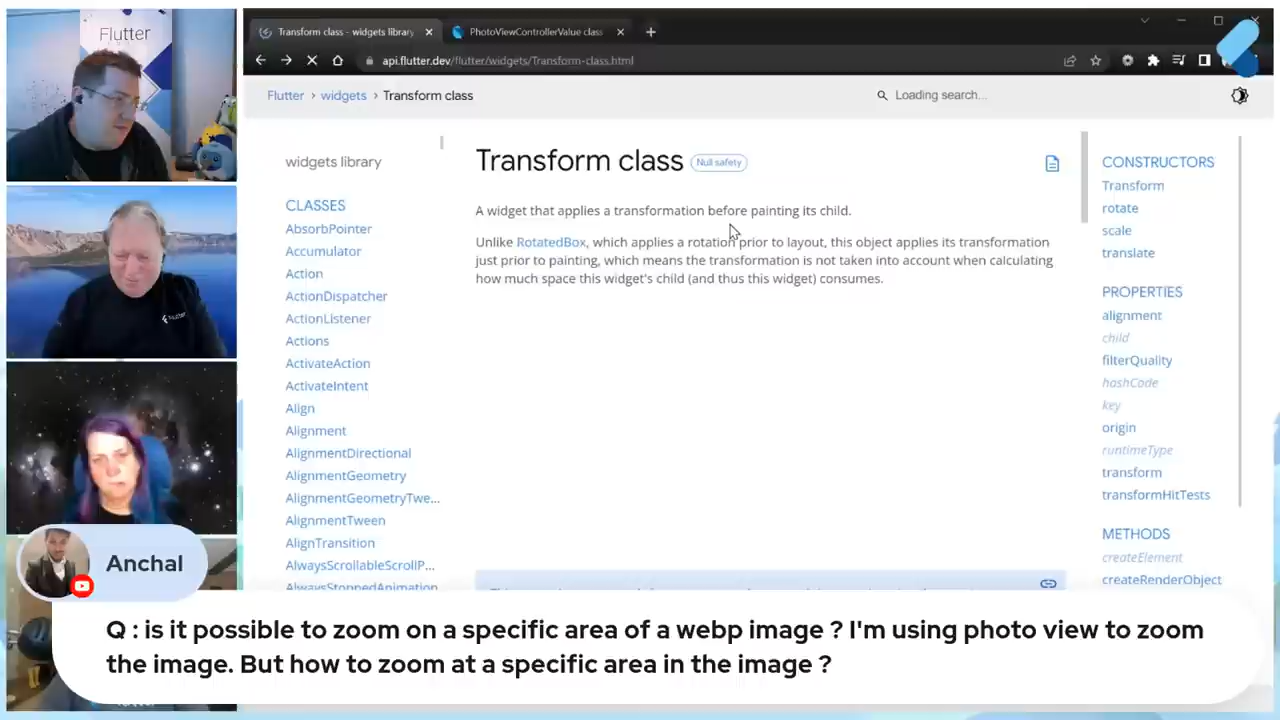 Flutter
Transform class - widgets library
PhotoViewControllerValue class
api.flutter.dev/flutter/widgets/Transform-class.html
Flutter > widgets > Transform class
Loading search...
widgets library
CLASSES
AbsorbPointer
Accumulator
Action
ActionDispatcher
ActionListener
Actions
ActivateAction
ActivateIntent
Align
Alignment
AlignmentDirectional
AlignmentGeometry
AlignmentGeometryTwe...
AlignmentTween
AlignTransition
AlwaysScrollableScrollP...
AlwaysStoppedAnimation
Transform class Null safety
A widget that applies a transformation before painting its child.
Unlike RotatedBox, which applies a rotation prior to layout, this object applies its transformation
just prior to painting, which means the transformation is not taken into account when calculating
how much space this widget's child (and thus this widget) consumes.
CONSTRUCTORS
Transform
rotate
scale
translate
PROPERTIES
alignment
child
filterQuality
hashCode
key
origin
runtimeType
transform
transformHitTests
METHODS
createElement
createRenderObject
Anchal
Q : is it possible to zoom on a specific area of a webp image ? I'm using photo view to zoom
the image. But how to zoom at a specific area in the image ?